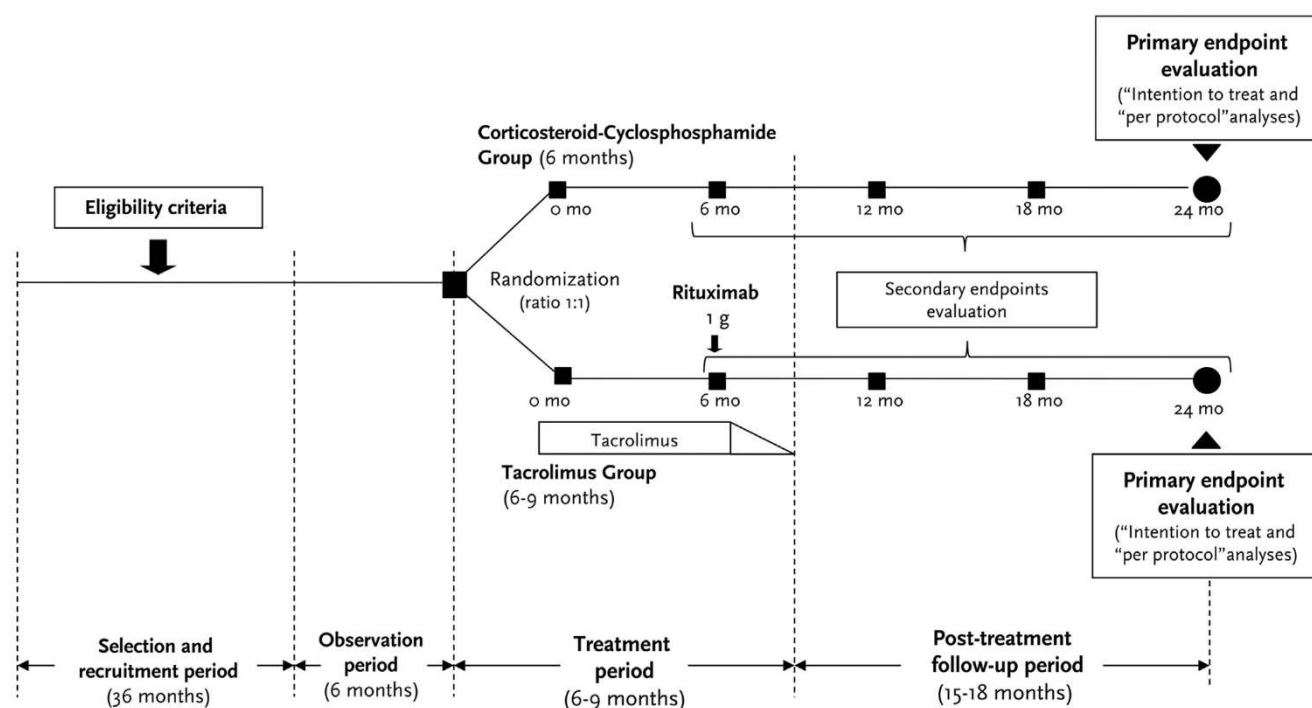 Primary endpoint
evaluation
(“Intention to treat and
“per protocol”analyses)
Corticosteroid-Cyclosphosphamide
Group (6 months)
Eligibility criteria
0 mo
6 mo
12 mo
18 mo
24 mo
Randomization
(ratio 1:1)
Rituximab
1 g
Secondary endpoints
evaluation
0 mo
6 mo
12 mo
18 mo
24 mo
Tacrolimus
Tacrolimus Group
(6-9 months)
Primary endpoint
evaluation
(“Intention to treat and
“per protocol”analyses)
Selection and
recruitment period
(36 months)
Observation
period
(6 months)
Treatment
period
(6-9 months)
Post-treatment
follow-up period
(15-18 months)